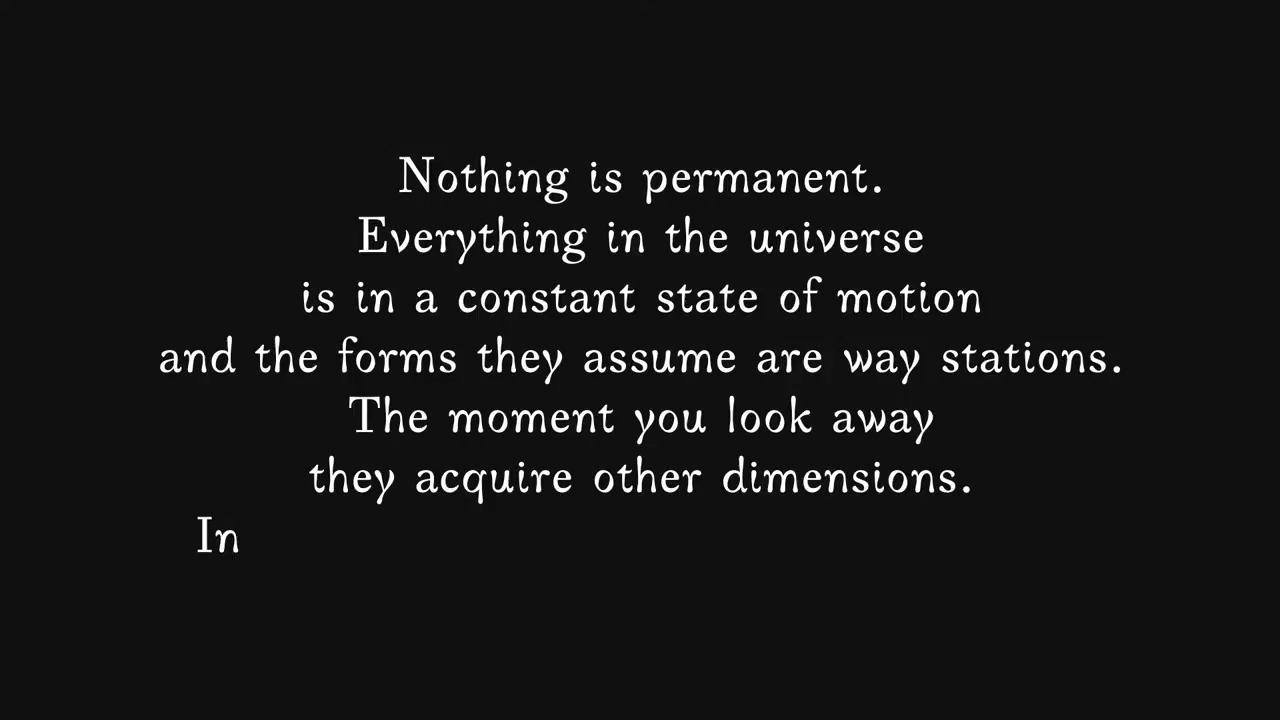 Nothing is permanent.
Everything in the universe
is in a constant state of motion
and the forms they assume are way stations.
The moment you look away
they acquire other dimensions.
In